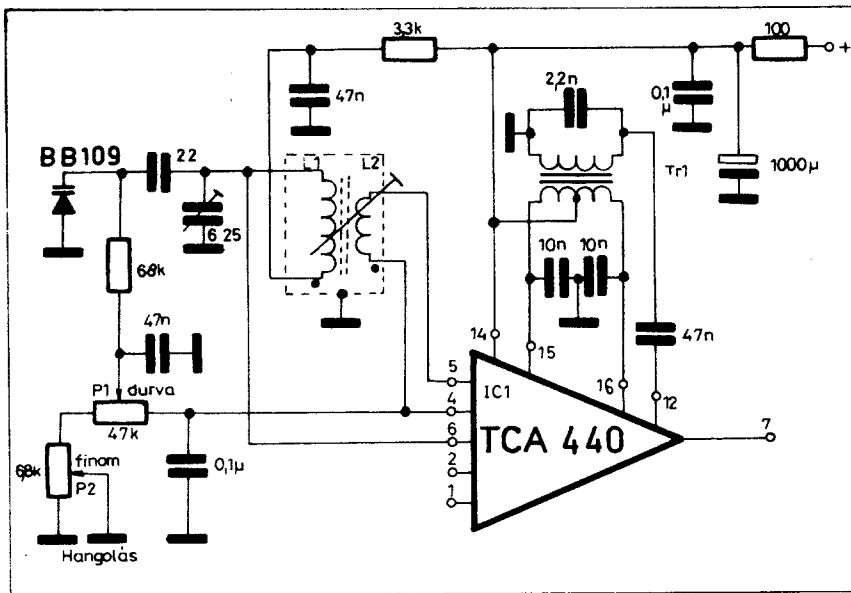 3,3k
100
+
47n
2,2n
0,1
µ
BB109
22
L1
L2
Tr1
1000µ
6 25
68k
10n
10n
47n
14
15
47n
5
16
12
P1 durva
4
IC1
7
47k
6
TCA 440
6,8k
finom
P2
0,1µ
2
1
Hangolás